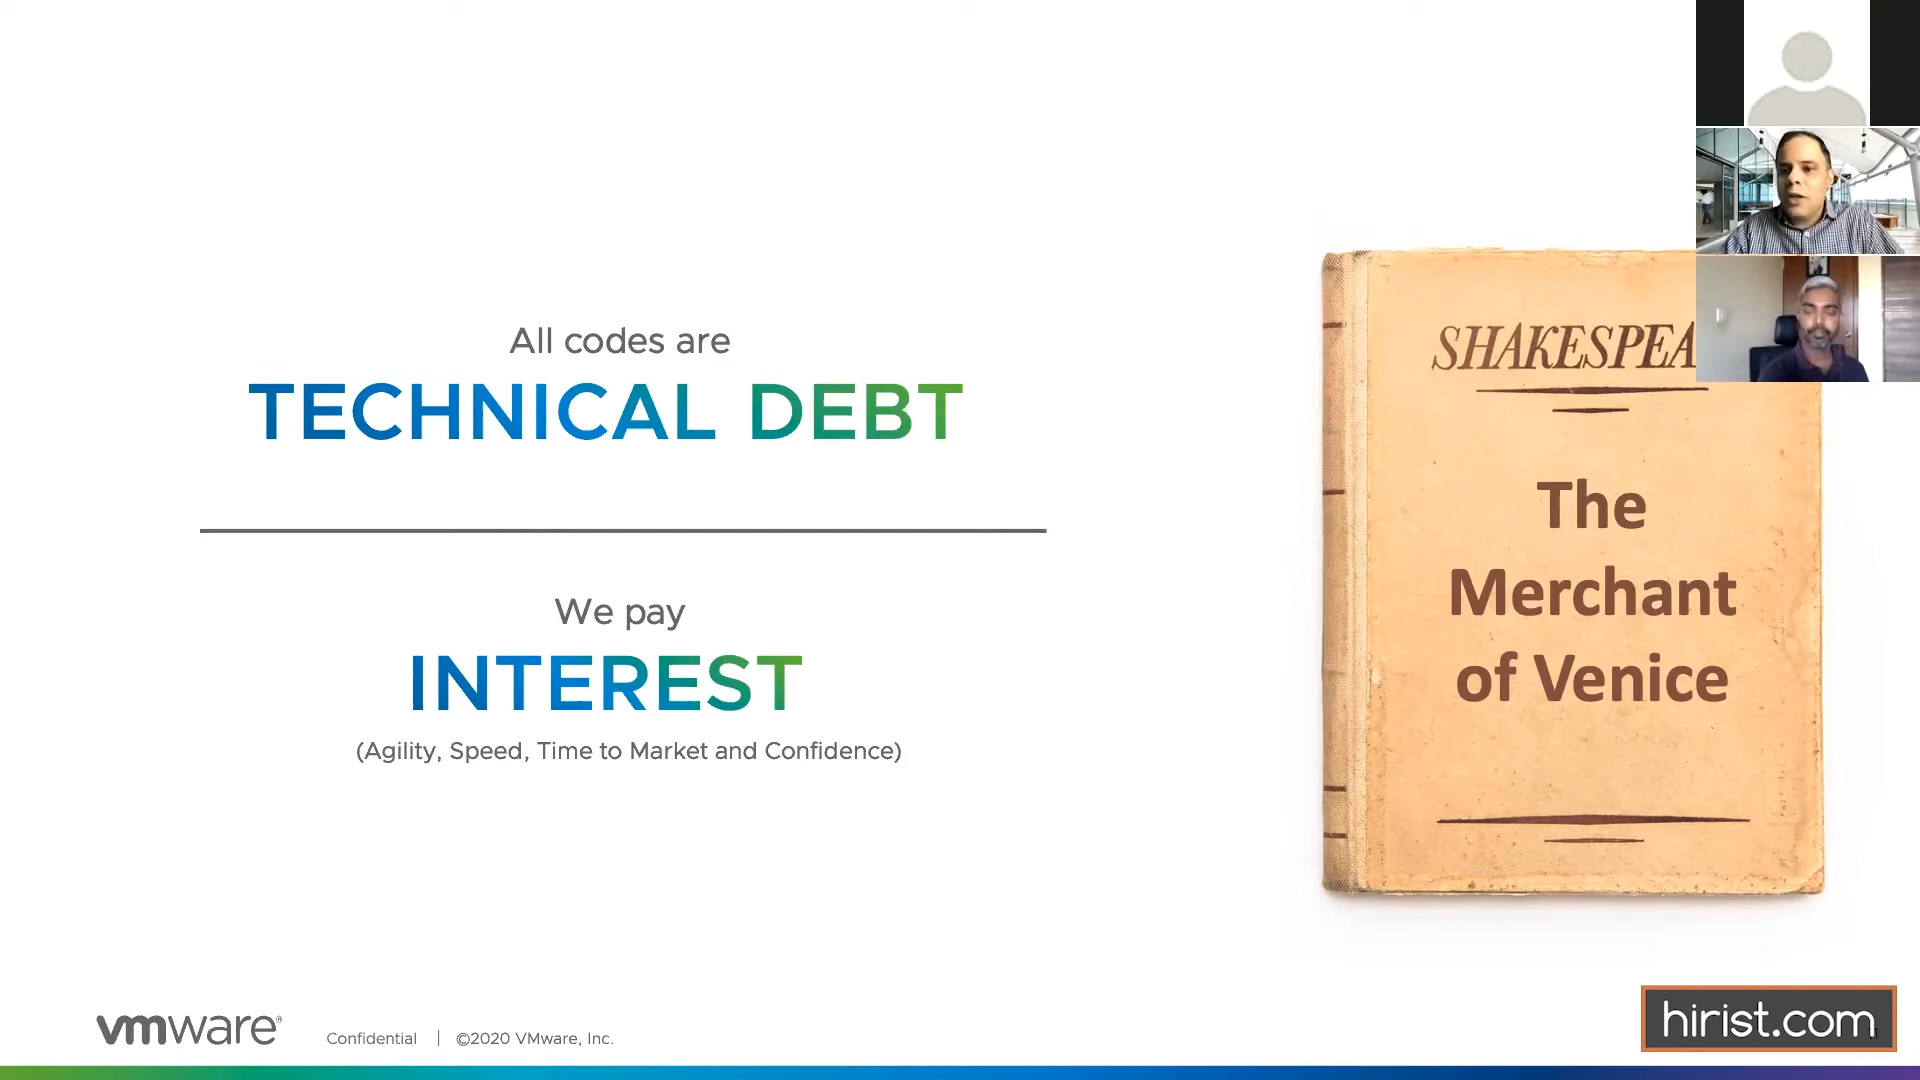 All codes are
TECHNICAL DEBT
We pay
INTEREST
(Agility, Speed, Time to Market and Confidence)
SHAKESPEA
The
Merchant
of Venice
vmware®
Confidential | ©2020 VMware, Inc.
hirist.com